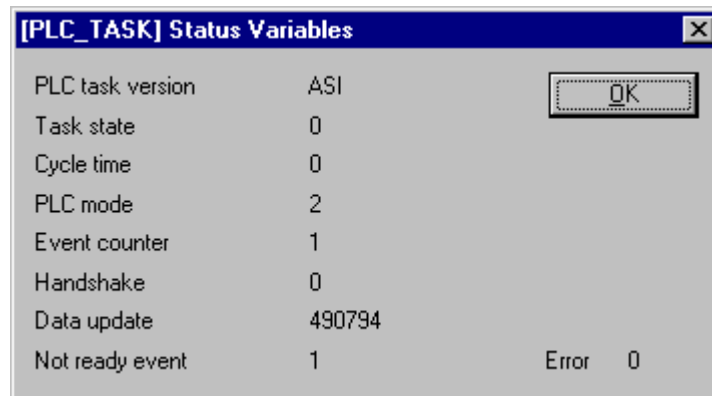 [PLC_TASK] Status Variables
PLC task version ASI OK
Task state 0
Cycle time 0
PLC mode 2
Event counter 1
Handshake 0
Data update 490794
Not ready event 1 Error 0